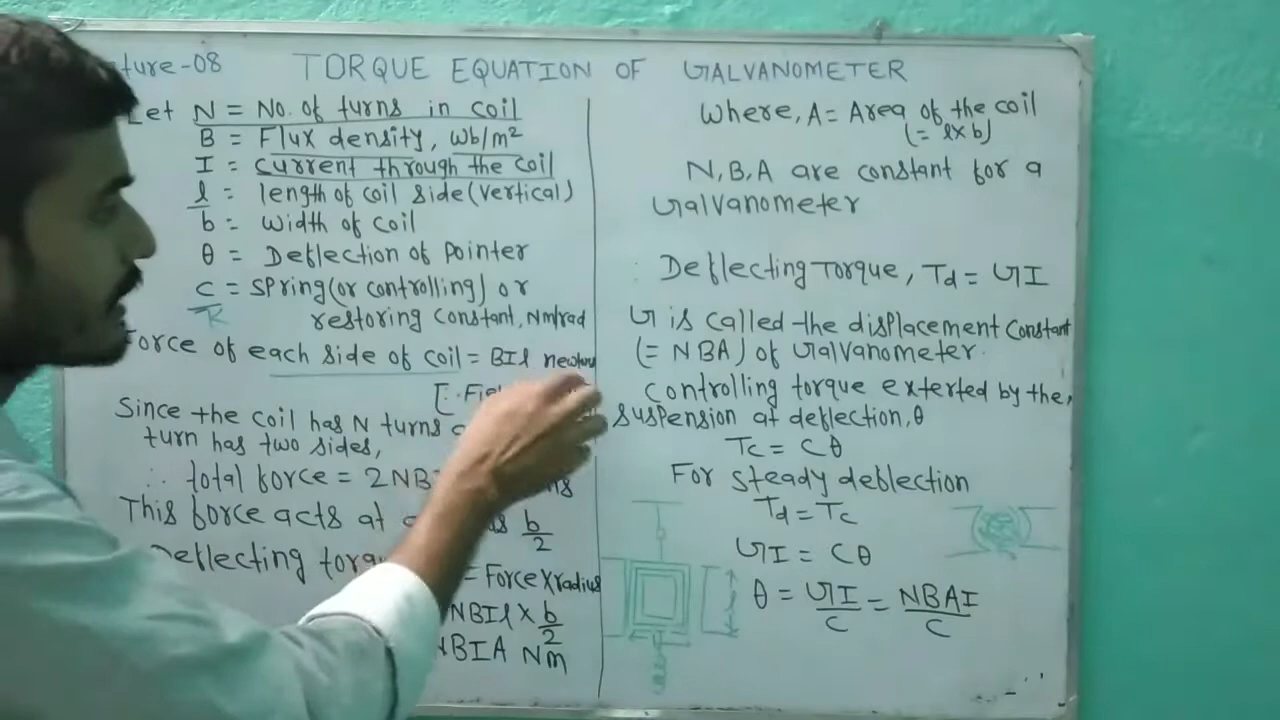 ture-08
TORQUE EQUATION OF GALVANOMETER
Let N = No. of turns in coil
B = Flux density, wb/m²
I = current through the coil
l = length of coil side (vertical)
b = width of coil
θ = Deflection of pointer
C = spring (or controlling) or
K
restoring constant, Nm/rad
Force of each side of coil = BIl
[∵
Since the coil has N turns
turn has two sides,
∴ total force = 2NB
This force acts at a b/2
Deflecting = Force × radius
NBIl × b/2
NBIA Nm
Where, A = Area of the coil
(= l×b)
N, B, A are constant for a
Galvanometer
Deflecting Torque, Td = GI
G is called the displacement constant
(= NBA) of Galvanometer.
controlling torque exterted by the
suspension at deflection, θ
Tc = Cθ
For steady deflection
Td = Tc
GI = Cθ
θ = GI/C = NBAI/C